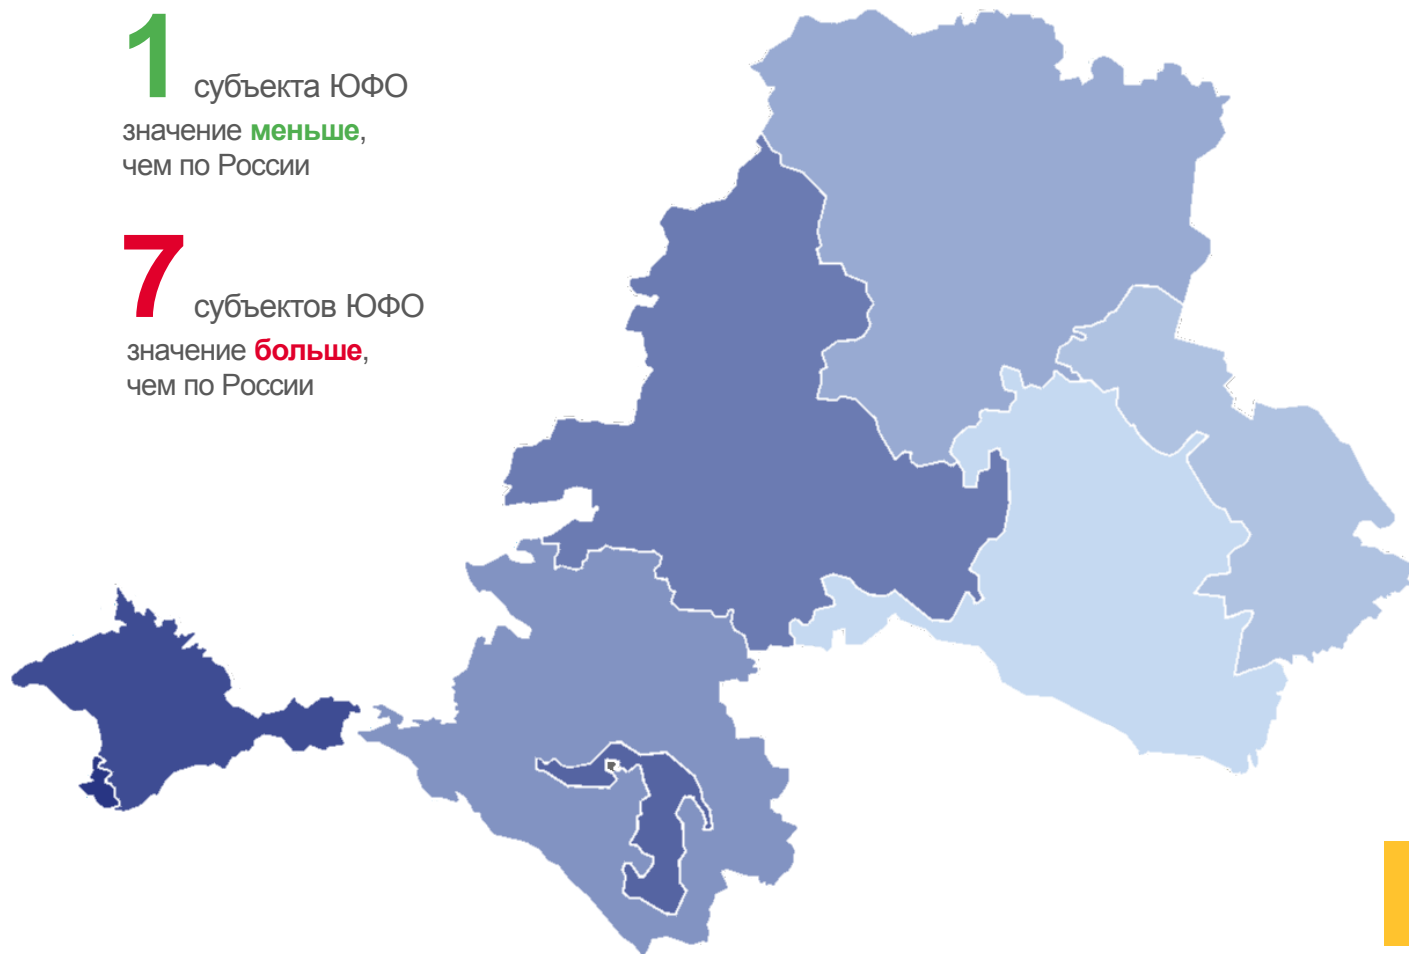 1 субъекта ЮФО
значение меньше,
чем по России
7 субъектов ЮФО
значение больше,
чем по России